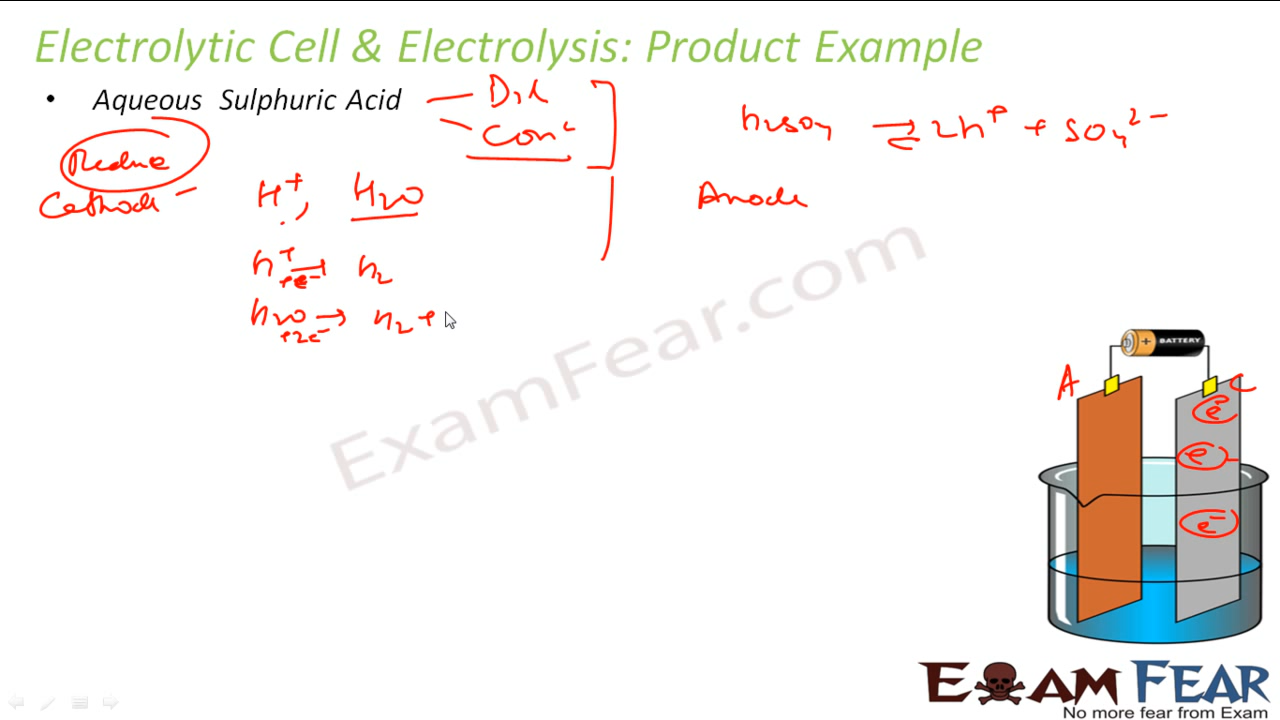 Electrolytic Cell & Electrolysis: Product Example
• Aqueous Sulphuric Acid
Dil
Conc
Reduce
Cathode -
H+, H2O
h+ +e- → h2
h2O +2e- → h2 +
h2SO4 ⇌ 2h+ + SO4 2-
Anode
ExamFear.com
BATTERY
+
A
C
e-
e-
e-
EXAM FEAR
No more fear from Exam